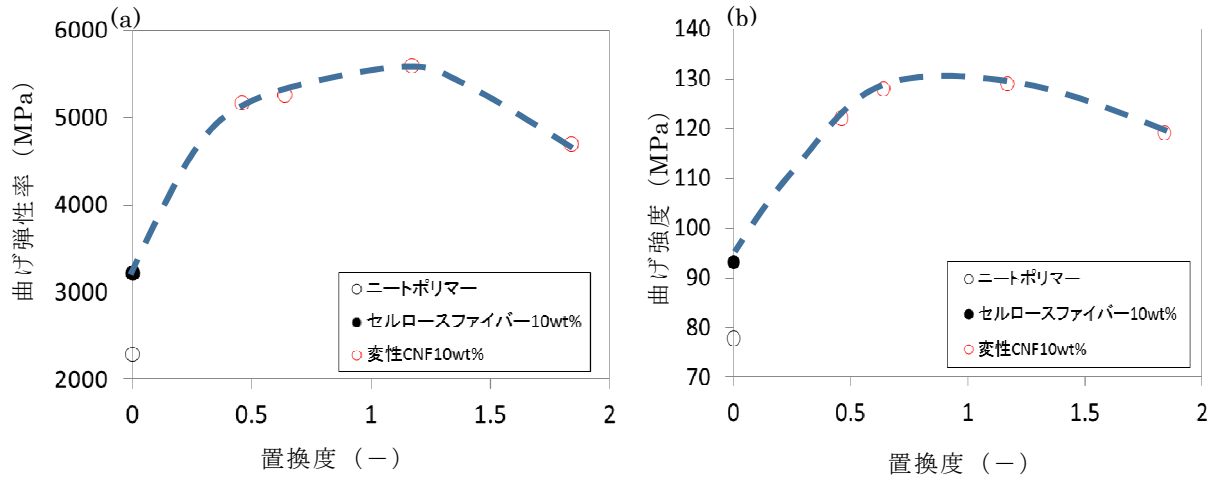 (a)
6000
5000
4000
3000
2000
曲げ弾性率 (MPa)
0
0.5
1
1.5
2
置換度 (－)
ニートポリマー
セルロースファイバー10wt%
変性CNF10wt%
(b)
140
130
120
110
100
90
80
70
曲げ強度 (MPa)
0
0.5
1
1.5
2
置換度 (－)
ニートポリマー
セルロースファイバー10wt%
変性CNF10wt%